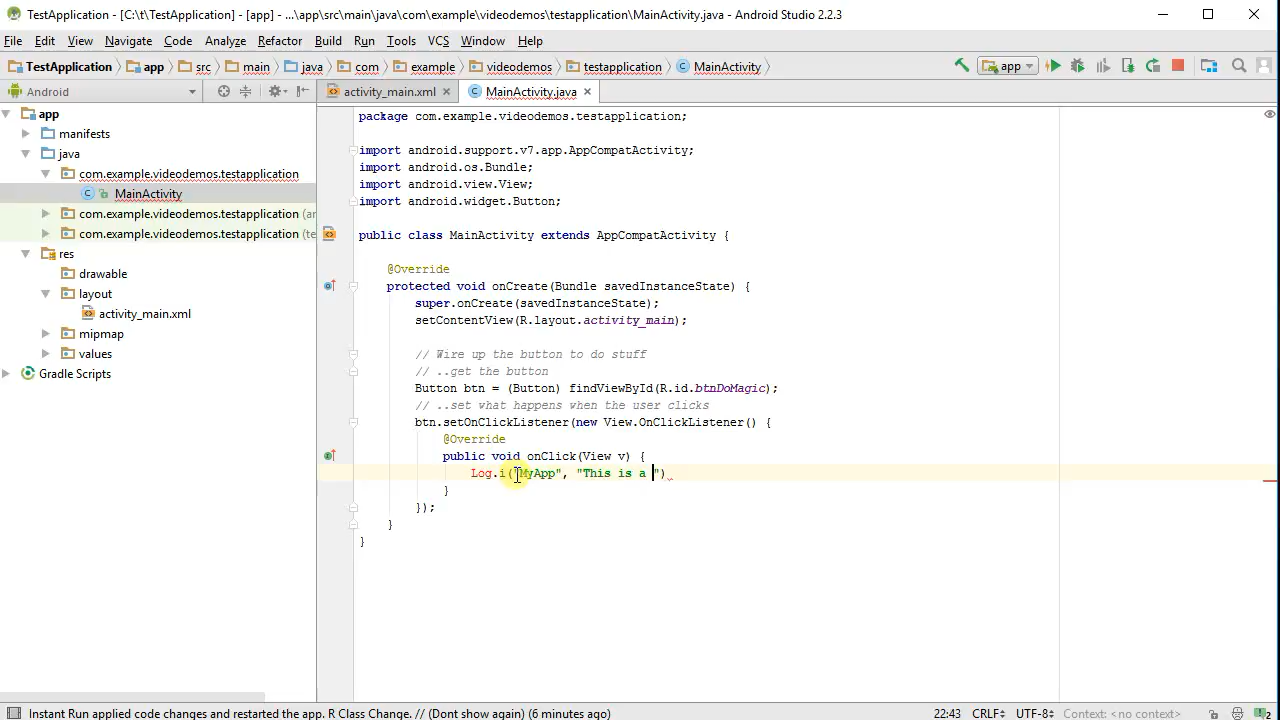 TestApplication - [C:\t\TestApplication] - [app] - ...\app\src\main\java\com\example\videodemos\testapplication\MainActivity.java - Android Studio 2.2.3
File Edit View Navigate Code Analyze Refactor Build Run Tools VCS Window Help
TestApplication app src main java com example videodemos testapplication MainActivity app
Android
activity_main.xml MainActivity.java
app
manifests
java
com.example.videodemos.testapplication
MainActivity
com.example.videodemos.testapplication (ar
com.example.videodemos.testapplication (te
res
drawable
layout
activity_main.xml
mipmap
values
Gradle Scripts
package com.example.videodemos.testapplication;
import android.support.v7.app.AppCompatActivity;
import android.os.Bundle;
import android.view.View;
import android.widget.Button;
public class MainActivity extends AppCompatActivity {
@Override
protected void onCreate(Bundle savedInstanceState) {
super.onCreate(savedInstanceState);
setContentView(R.layout.activity_main);
// Wire up the button to do stuff
// ..get the button
Button btn = (Button) findViewById(R.id.btnDoMagic);
// ..set what happens when the user clicks
btn.setOnClickListener(new View.OnClickListener() {
@Override
public void onClick(View v) {
Log.i("MyApp", "This is a ")
}
});
}
}
Instant Run applied code changes and restarted the app. R Class Change. // (Dont show again) (6 minutes ago) 22:43 CRLF UTF-8 Context: <no context> 2